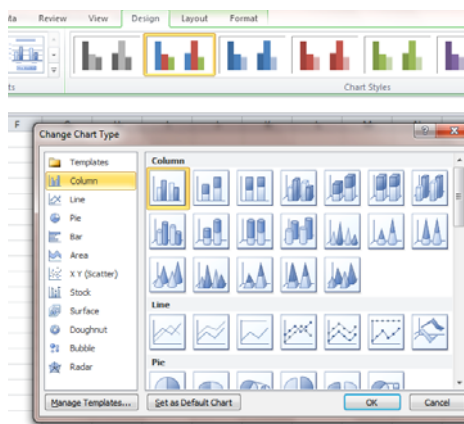 Review View Design Layout Format
Chart Styles
F
Change Chart Type
Templates
Column
Line
Pie
Bar
Area
X Y (Scatter)
Stock
Surface
Doughnut
Bubble
Radar
Column
Line
Pie
Manage Templates... Set as Default Chart OK Cancel